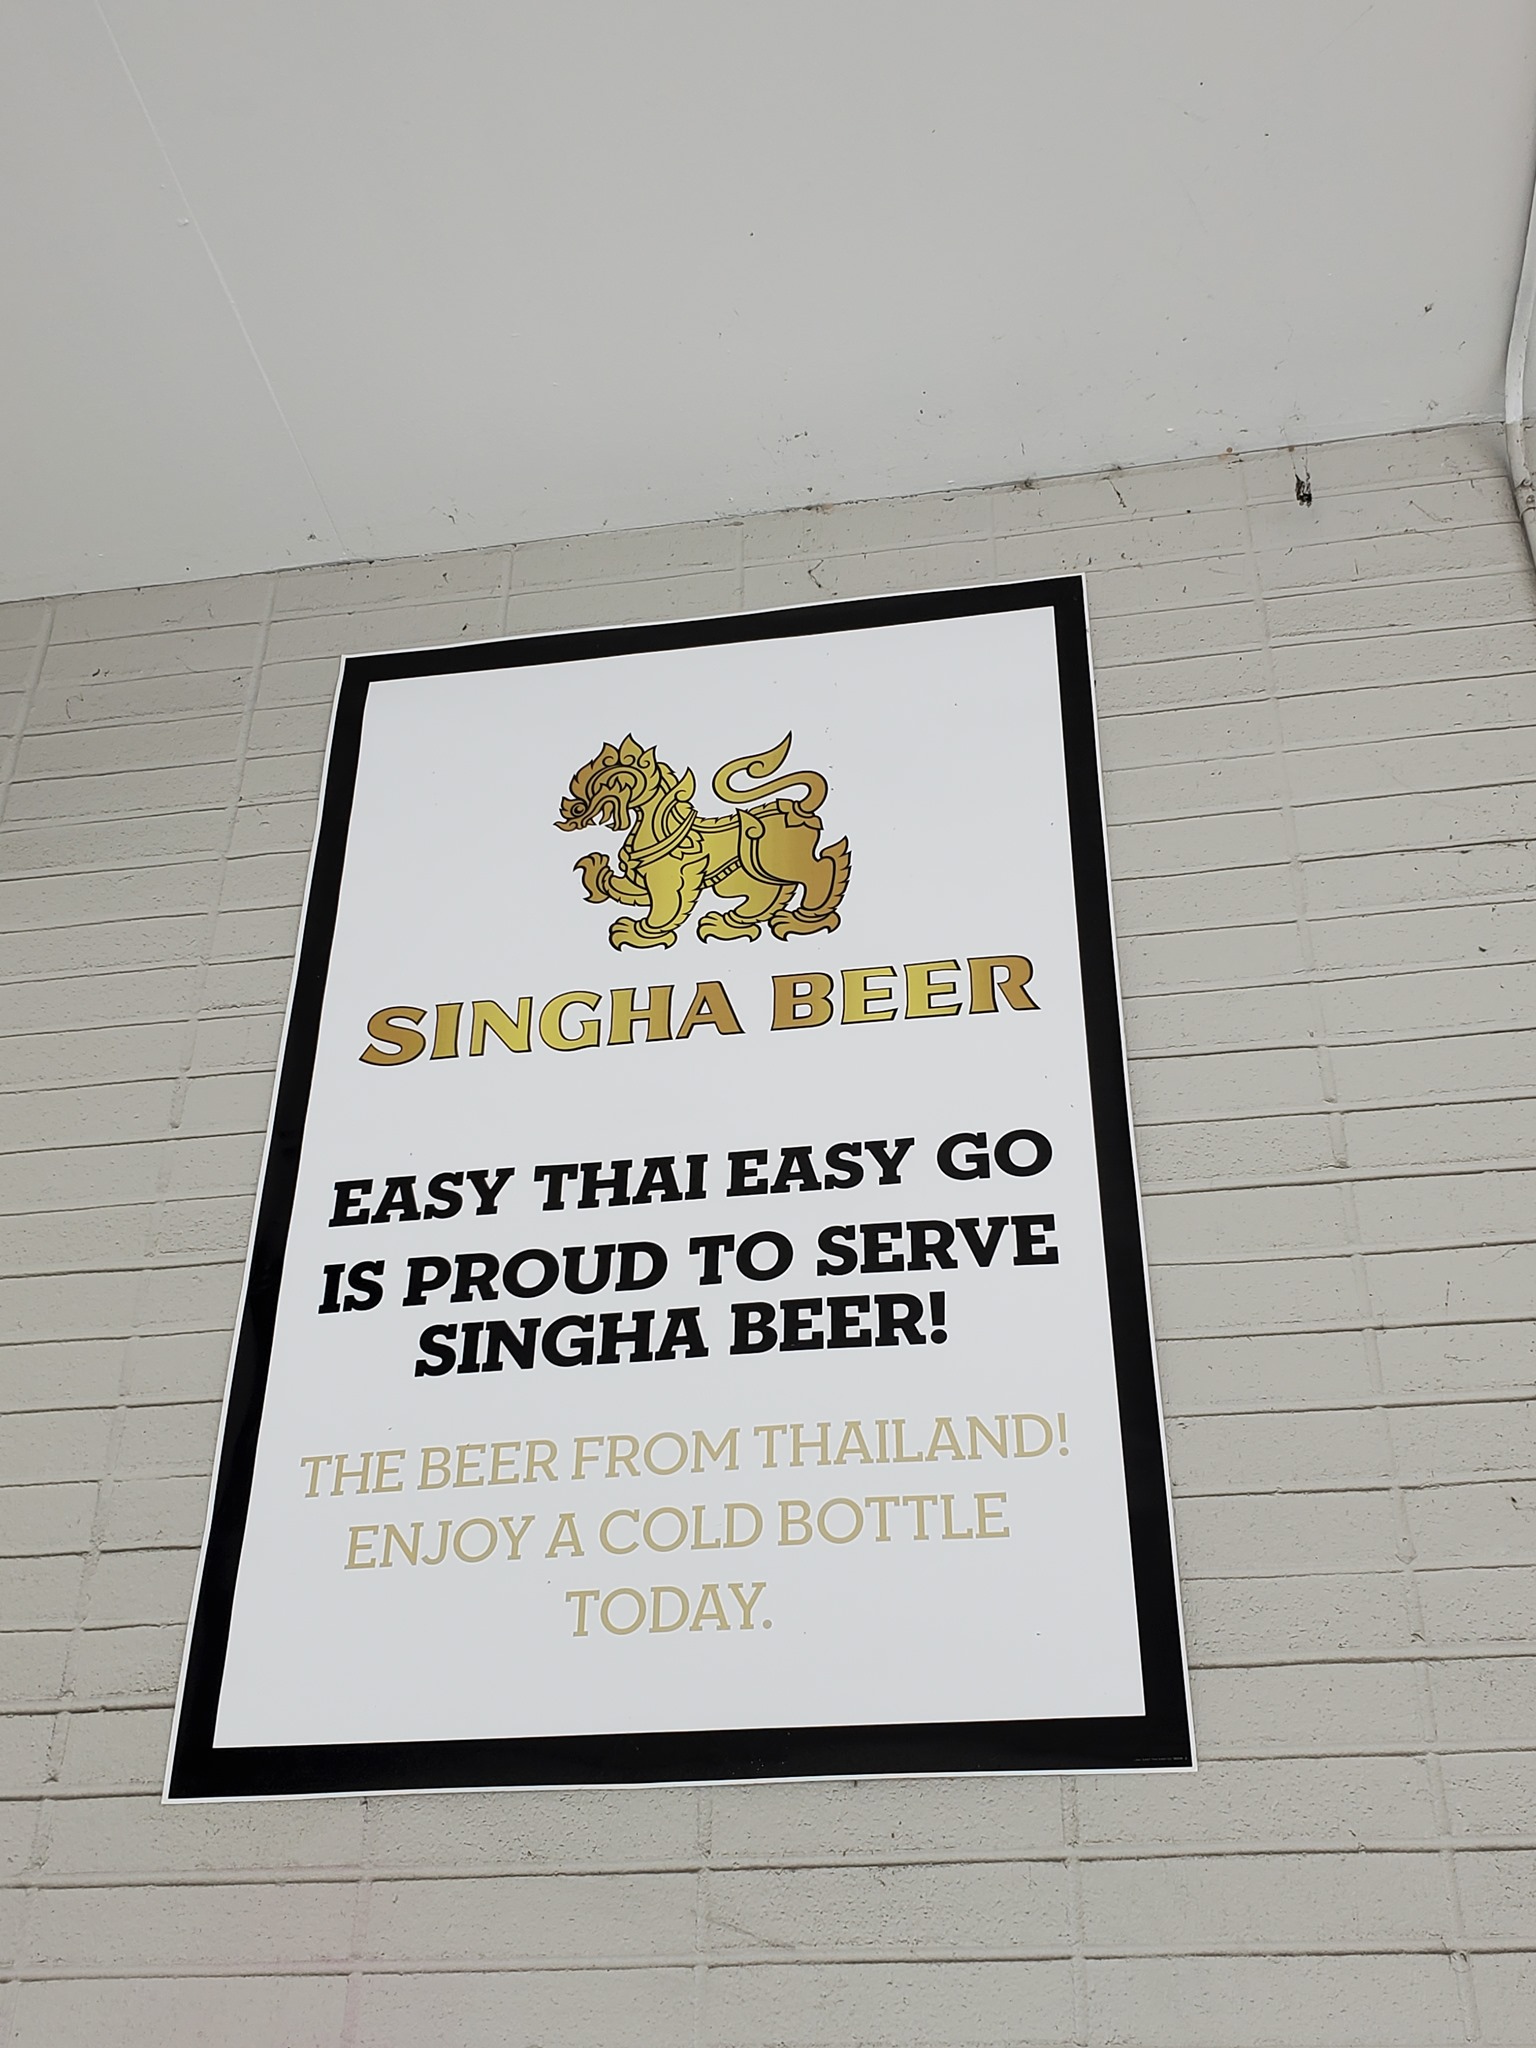 SINGHA BEER
EASY THAI EASY GO
IS PROUD TO SERVE
SINGHA BEER!
THE BEER FROM THAILAND!
ENJOY A COLD BOTTLE
TODAY.